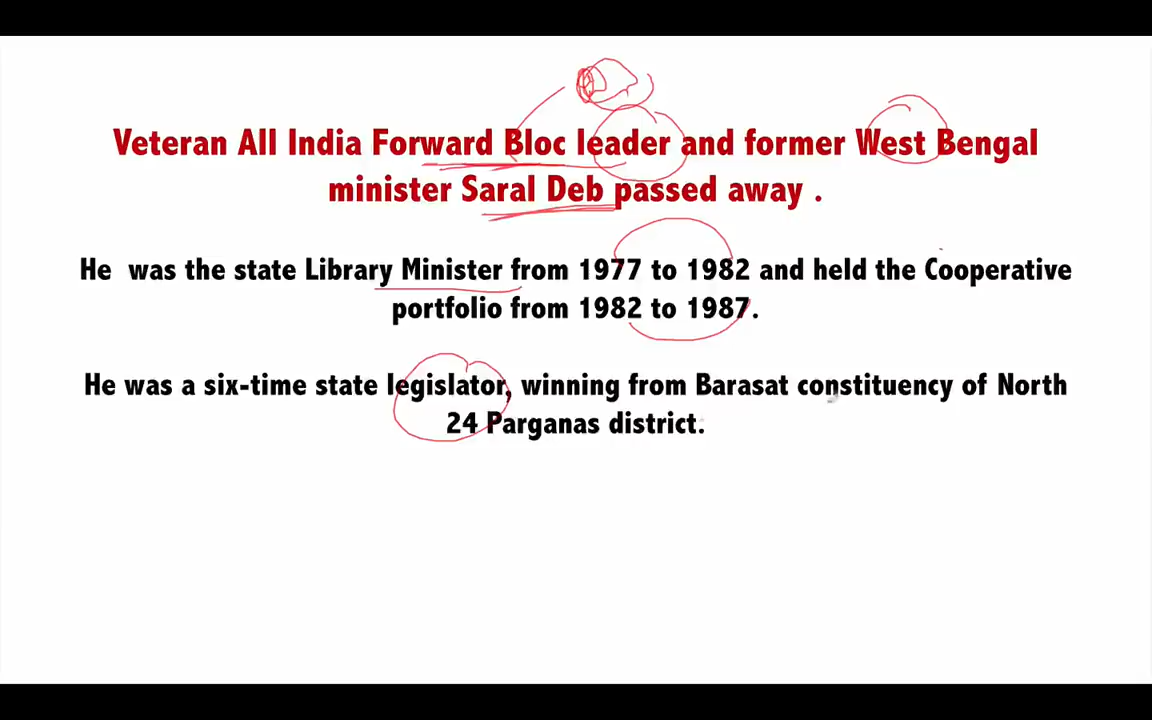 Veteran All India Forward Bloc leader and former West Bengal
minister Saral Deb passed away .
He was the state Library Minister from 1977 to 1982 and held the Cooperative
portfolio from 1982 to 1987.
He was a six-time state legislator, winning from Barasat constituency of North
24 Parganas district.